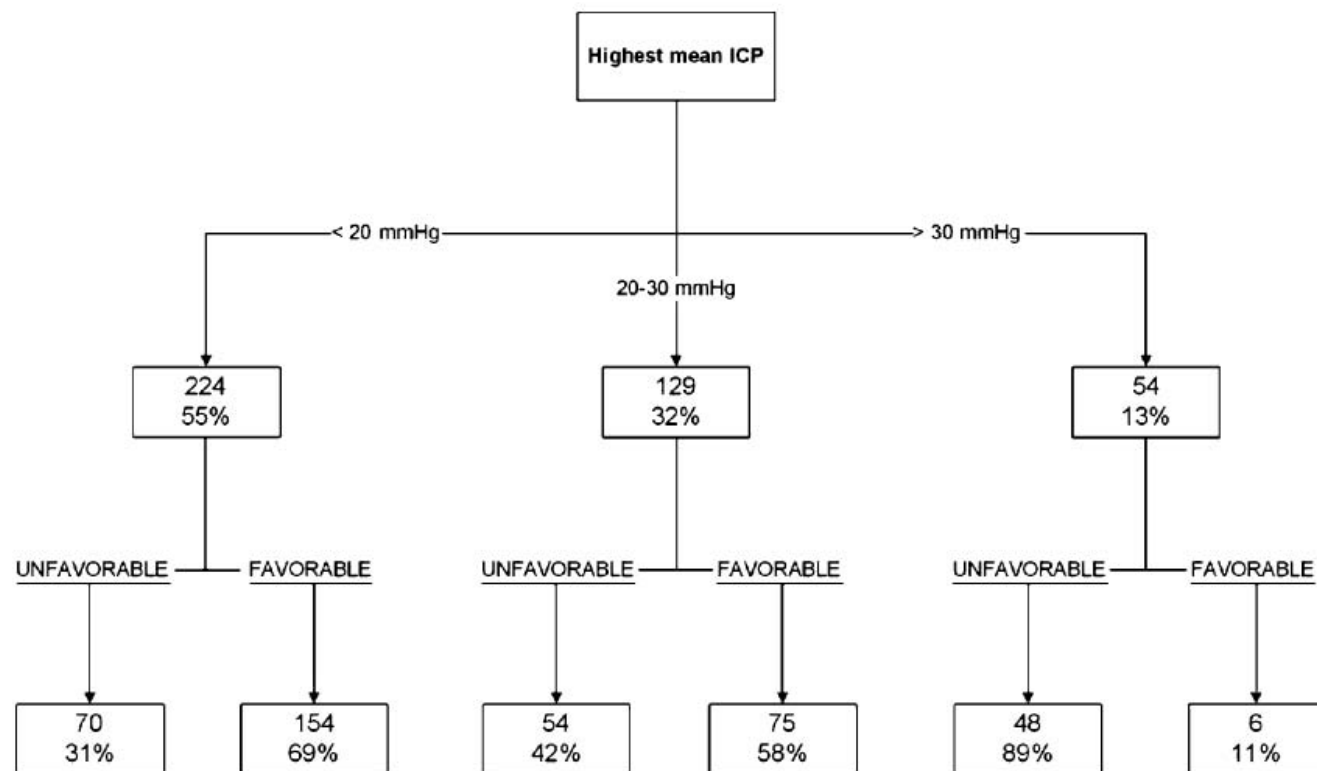 Highest mean ICP
< 20 mmHg
> 30 mmHg
20-30 mmHg
224
55%
129
32%
54
13%
UNFAVORABLE
FAVORABLE
UNFAVORABLE
FAVORABLE
UNFAVORABLE
FAVORABLE
70
31%
154
69%
54
42%
75
58%
48
89%
6
11%